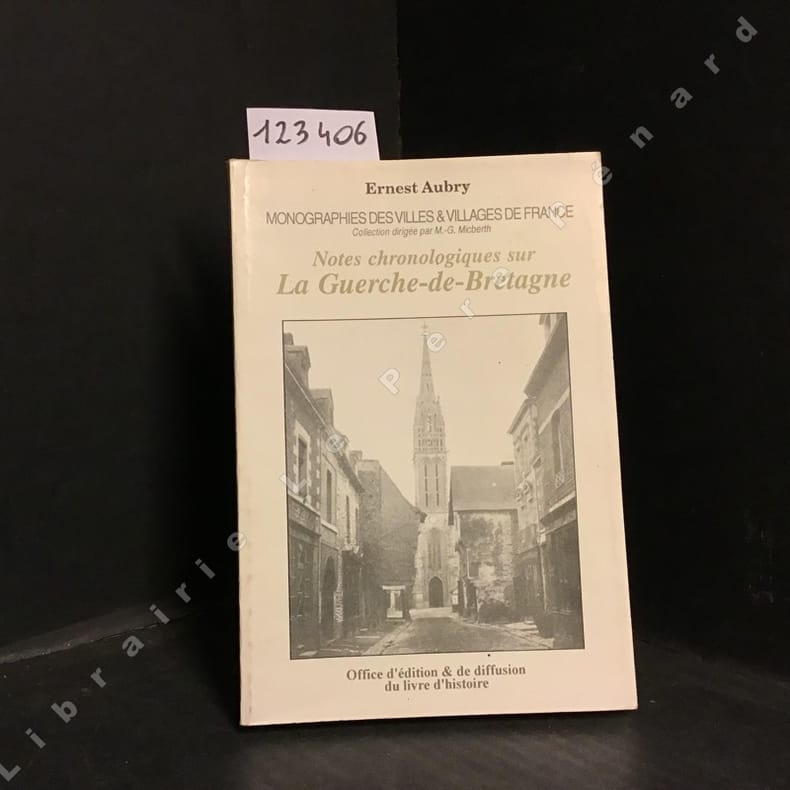 123406
Ernest Aubry
MONOGRAPHIES DES VILLES & VILLAGES DE FRANCE
Collection dirigée par M.-G. Micberth
Notes chronologiques sur
La Guerche-de-Bretagne
Office d'édition & de diffusion
du livre d'histoire
Librairie Le Père Pénard